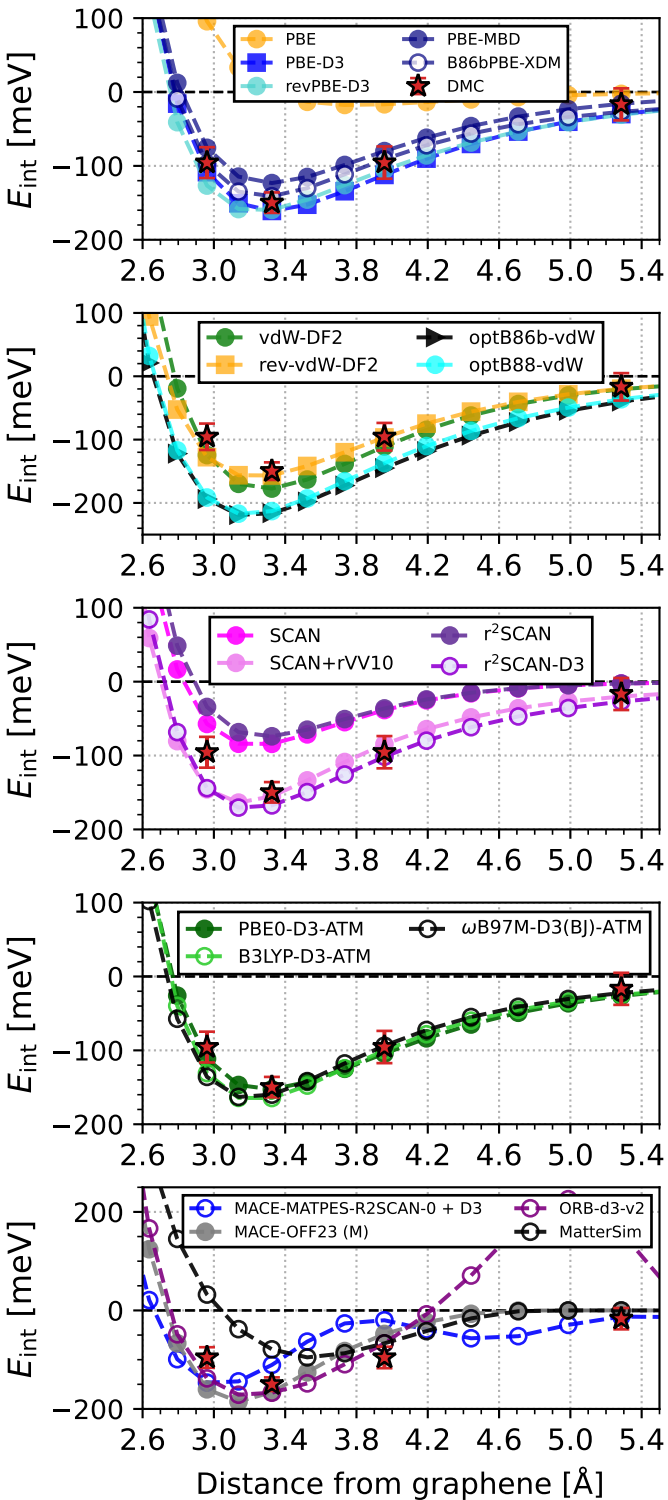 PBE
PBE-D3
revPBE-D3
PBE-MBD
B86bPBE-XDM
DMC
100
0
−100
−200
E_int [meV]
2.6 3.0 3.4 3.8 4.2 4.6 5.0 5.4
vdW-DF2
rev-vdW-DF2
optB86b-vdW
optB88-vdW
100
0
−100
−200
E_int [meV]
2.6 3.0 3.4 3.8 4.2 4.6 5.0 5.4
SCAN
SCAN+rVV10
r²SCAN
r²SCAN-D3
100
0
−100
−200
E_int [meV]
2.6 3.0 3.4 3.8 4.2 4.6 5.0 5.4
PBE0-D3-ATM
B3LYP-D3-ATM
ωB97M-D3(BJ)-ATM
100
0
−100
−200
E_int [meV]
2.6 3.0 3.4 3.8 4.2 4.6 5.0 5.4
MACE-MATPES-R2SCAN-0 + D3
MACE-OFF23 (M)
ORB-d3-v2
MatterSim
200
0
−200
E_int [meV]
2.6 3.0 3.4 3.8 4.2 4.6 5.0 5.4
Distance from graphene [Å]